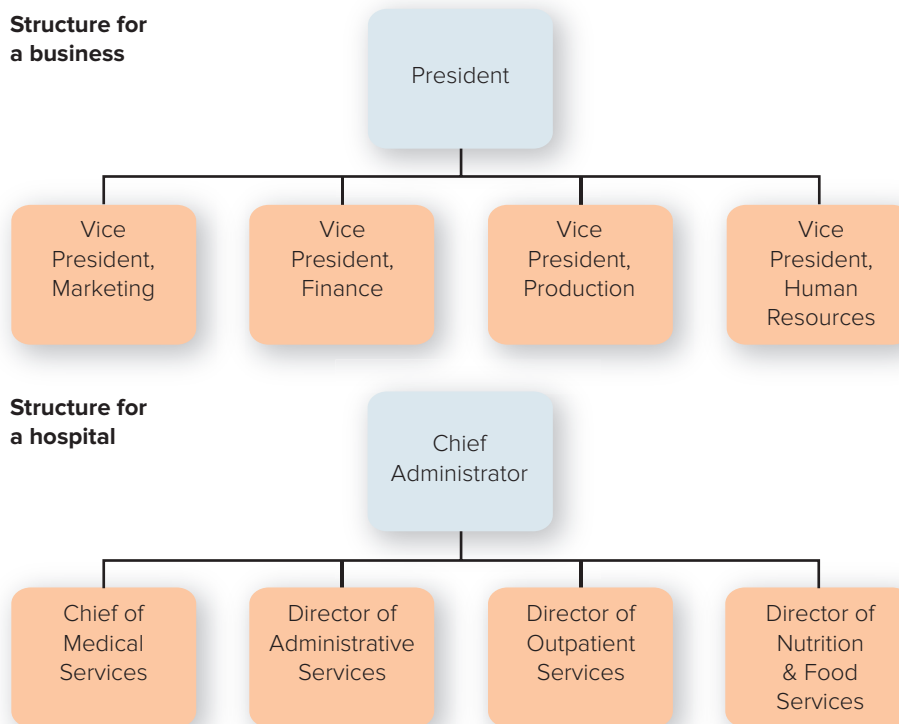 Structure for
a business
President
Vice
President,
Marketing
Vice
President,
Finance
Vice
President,
Production
Vice
President,
Human
Resources
Structure for
a hospital
Chief
Administrator
Chief of
Medical
Services
Director of
Administrative
Services
Director of
Outpatient
Services
Director of
Nutrition
& Food
Services